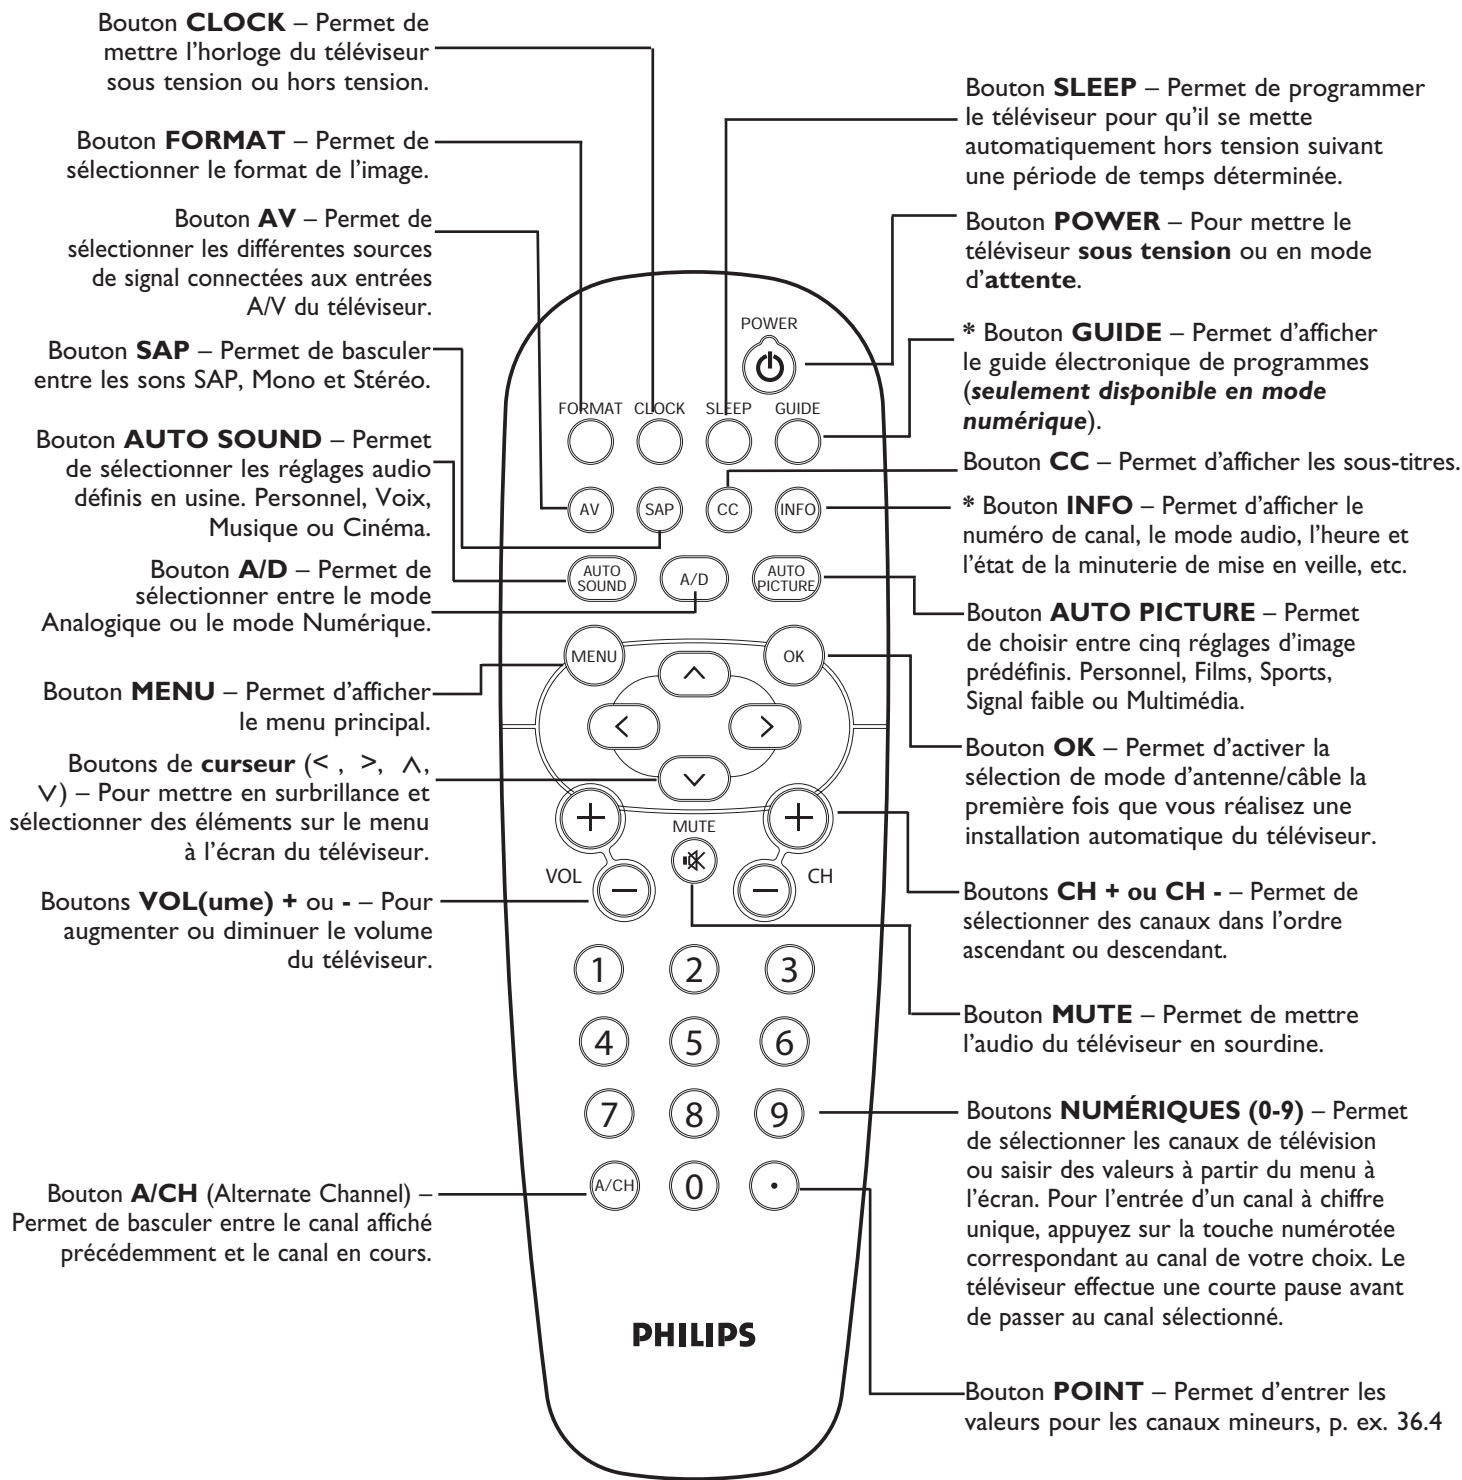 Bouton CLOCK – Permet de
mettre l'horloge du téléviseur
sous tension ou hors tension.
Bouton FORMAT – Permet de
sélectionner le format de l'image.
Bouton AV – Permet de
sélectionner les différentes sources
de signal connectées aux entrées
A/V du téléviseur.
Bouton SAP – Permet de basculer
entre les sons SAP, Mono et Stéréo.
Bouton AUTO SOUND – Permet
de sélectionner les réglages audio
définis en usine. Personnel, Voix,
Musique ou Cinéma.
Bouton A/D – Permet de
sélectionner entre le mode
Analogique ou le mode Numérique.
Bouton MENU – Permet d'afficher
le menu principal.
Boutons de curseur (< , >, ∧,
∨) – Pour mettre en surbrillance et
sélectionner des éléments sur le menu
à l'écran du téléviseur.
Boutons VOL(ume) + ou - – Pour
augmenter ou diminuer le volume
du téléviseur.
Bouton A/CH (Alternate Channel) –
Permet de basculer entre le canal affiché
précédemment et le canal en cours.
POWER
FORMAT CLOCK SLEEP GUIDE
AV SAP CC INFO
AUTO
SOUND
A/D
AUTO
PICTURE
MENU
OK
∧
< >
∨
+ +
MUTE
VOL – – CH
1 2 3
4 5 6
7 8 9
A/CH 0 •
PHILIPS
Bouton SLEEP – Permet de programmer
le téléviseur pour qu'il se mette
automatiquement hors tension suivant
une période de temps déterminée.
Bouton POWER – Pour mettre le
téléviseur sous tension ou en mode
d'attente.
* Bouton GUIDE – Permet d'afficher
le guide électronique de programmes
(seulement disponible en mode
numérique).
Bouton CC – Permet d'afficher les sous-titres.
* Bouton INFO – Permet d'afficher le
numéro de canal, le mode audio, l'heure et
l'état de la minuterie de mise en veille, etc.
Bouton AUTO PICTURE – Permet
de choisir entre cinq réglages d'image
prédéfinis. Personnel, Films, Sports,
Signal faible ou Multimédia.
Bouton OK – Permet d'activer la
sélection de mode d'antenne/câble la
première fois que vous réalisez une
installation automatique du téléviseur.
Boutons CH + ou CH - – Permet de
sélectionner des canaux dans l'ordre
ascendant ou descendant.
Bouton MUTE – Permet de mettre
l'audio du téléviseur en sourdine.
Boutons NUMÉRIQUES (0-9) – Permet
de sélectionner les canaux de télévision
ou saisir des valeurs à partir du menu à
l'écran. Pour l'entrée d'un canal à chiffre
unique, appuyez sur la touche numérotée
correspondant au canal de votre choix. Le
téléviseur effectue une courte pause avant
de passer au canal sélectionné.
Bouton POINT – Permet d'entrer les
valeurs pour les canaux mineurs, p. ex. 36.4